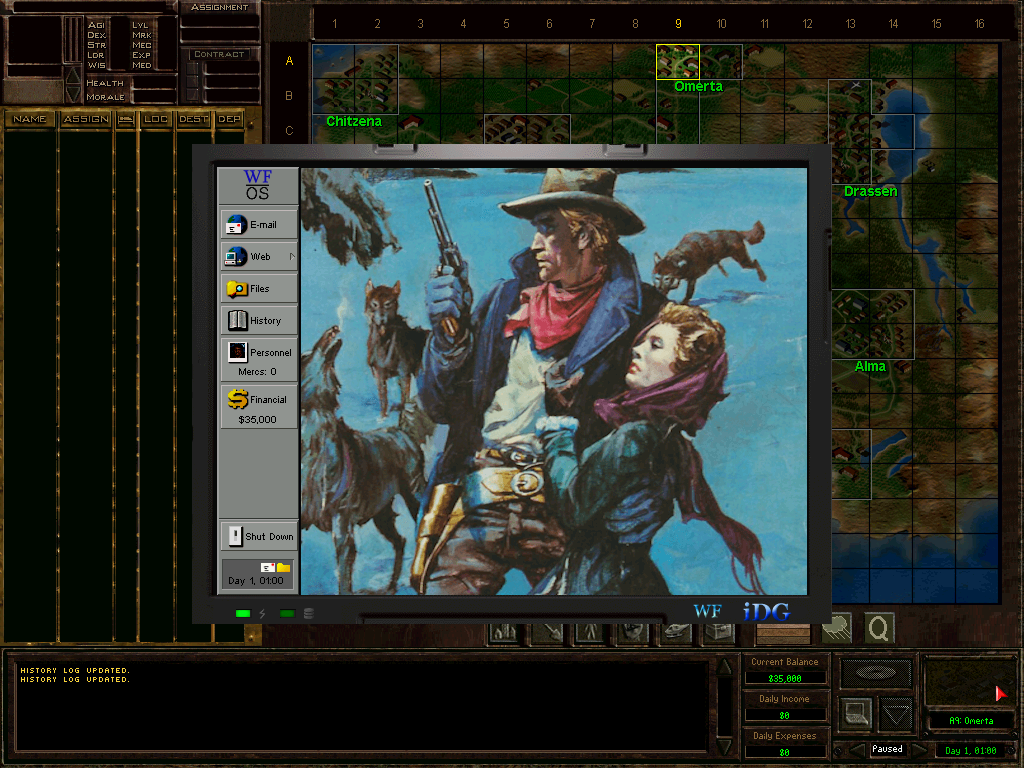 ASSIGNMENT
AGI LVL
DEX MRK
STR MEC
LDR EXP
WIS MED
CONTRACT
HEALTH
MORALE
NAME ASSIGN LOC DEST DEP
1 2 3 4 5 6 7 8 9 10 11 12 13 14 15 16
A
B
C
Omerta
Chitzena
Drassen
Alma
WF
OS
E-mail
Web
Files
History
Personnel
Mercs: 0
Financial
$35,000
Shut Down
Day 1, 01:00
WF iDG
Q
HISTORY LOG UPDATED.
HISTORY LOG UPDATED.
Current Balance
$35,000
Daily Income
$0
Daily Expenses
$0
A9: Omerta
Paused
Day 1, 01:00